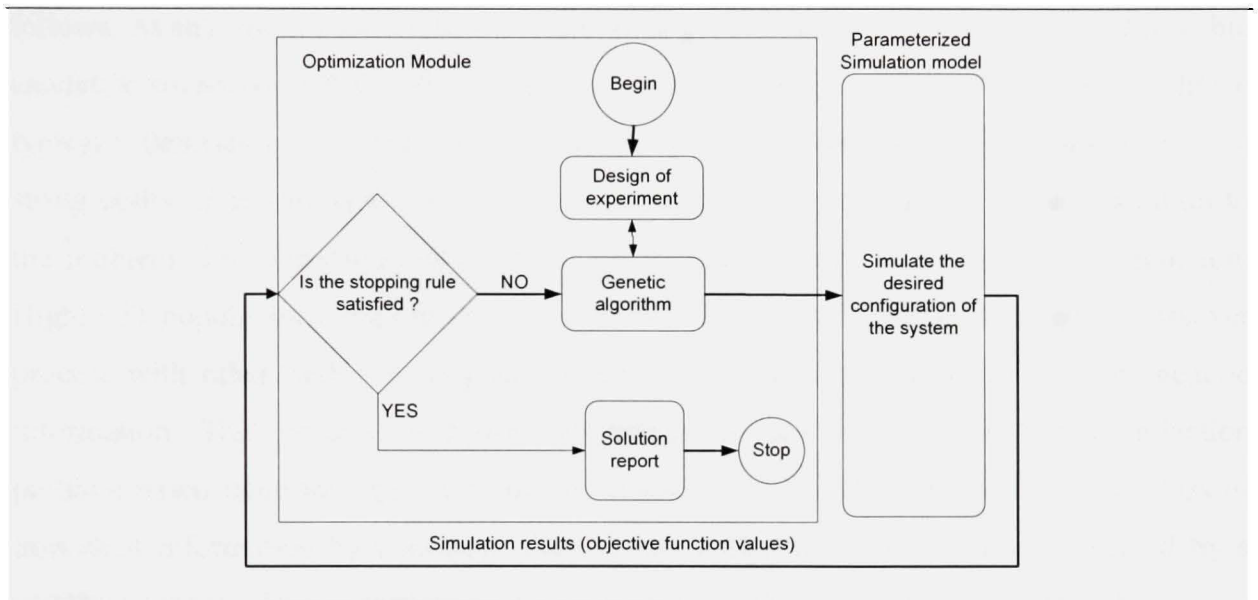 Parameterized
Simulation model
Optimization Module
Begin
Design of
experiment
Is the stopping rule
satisfied ?
NO
Genetic
algorithm
Simulate the
desired
configuration of
the system
YES
Solution
report
Stop
Simulation results (objective function values)